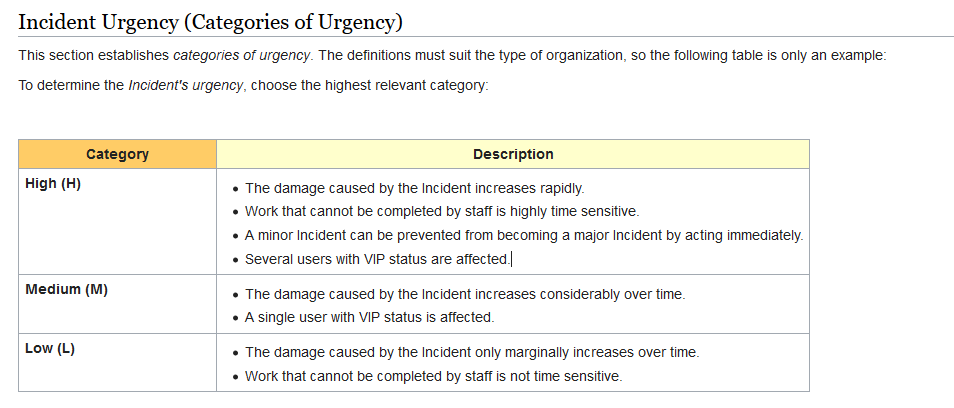 Incident Urgency (Categories of Urgency)
This section establishes categories of urgency. The definitions must suit the type of organization, so the following table is only an example:
To determine the Incident's urgency, choose the highest relevant category:
Category Description
High (H)
• The damage caused by the Incident increases rapidly.
• Work that cannot be completed by staff is highly time sensitive.
• A minor Incident can be prevented from becoming a major Incident by acting immediately.
• Several users with VIP status are affected.
Medium (M)
• The damage caused by the Incident increases considerably over time.
• A single user with VIP status is affected.
Low (L)
• The damage caused by the Incident only marginally increases over time.
• Work that cannot be completed by staff is not time sensitive.